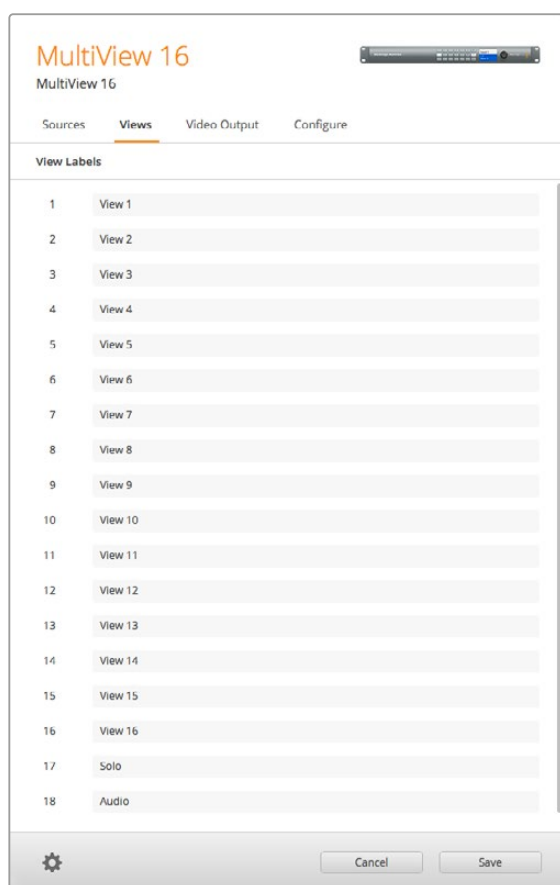 MultiView 16
MultiView 16
Sources Views Video Output Configure
View Labels
1 View 1
2 View 2
3 View 3
4 View 4
5 View 5
6 View 6
7 View 7
8 View 8
9 View 9
10 View 10
11 View 11
12 View 12
13 View 13
14 View 14
15 View 15
16 View 16
17 Solo
18 Audio
Cancel Save